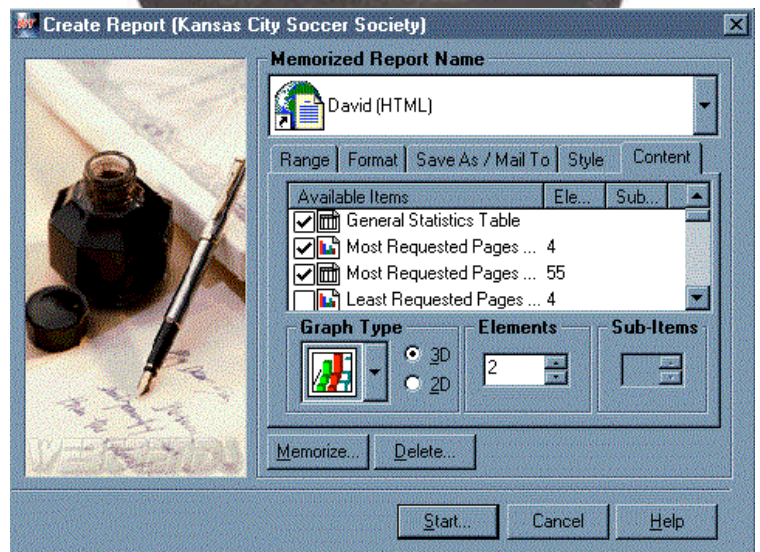 Create Report (Kansas City Soccer Society)
Memorized Report Name
David (HTML)
Range Format Save As / Mail To Style Content
Available Items Ele... Sub...
General Statistics Table
Most Requested Pages ... 4
Most Requested Pages ... 55
Least Requested Pages ... 4
Graph Type Elements Sub-Items
3D
2D
2
WEBTRENDS
Memorize... Delete...
Start... Cancel Help